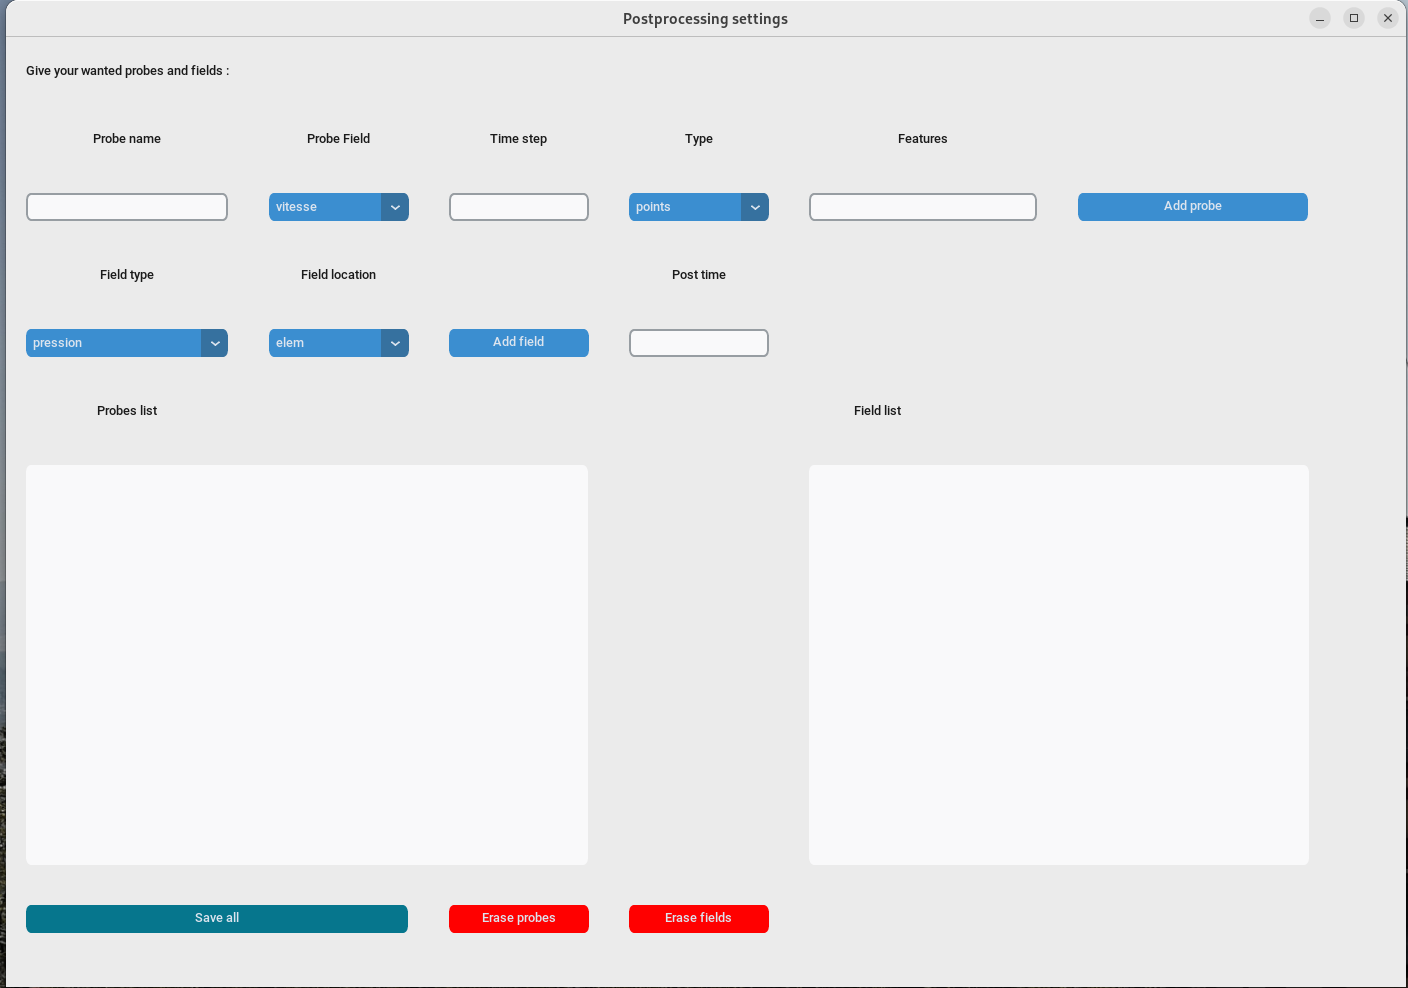 Postprocessing settings
Give your wanted probes and fields :
Probe name Probe Field Time step Type Features
vitesse points Add probe
Field type Field location Post time
pression elem Add field
Probes list Field list
Save all Erase probes Erase fields